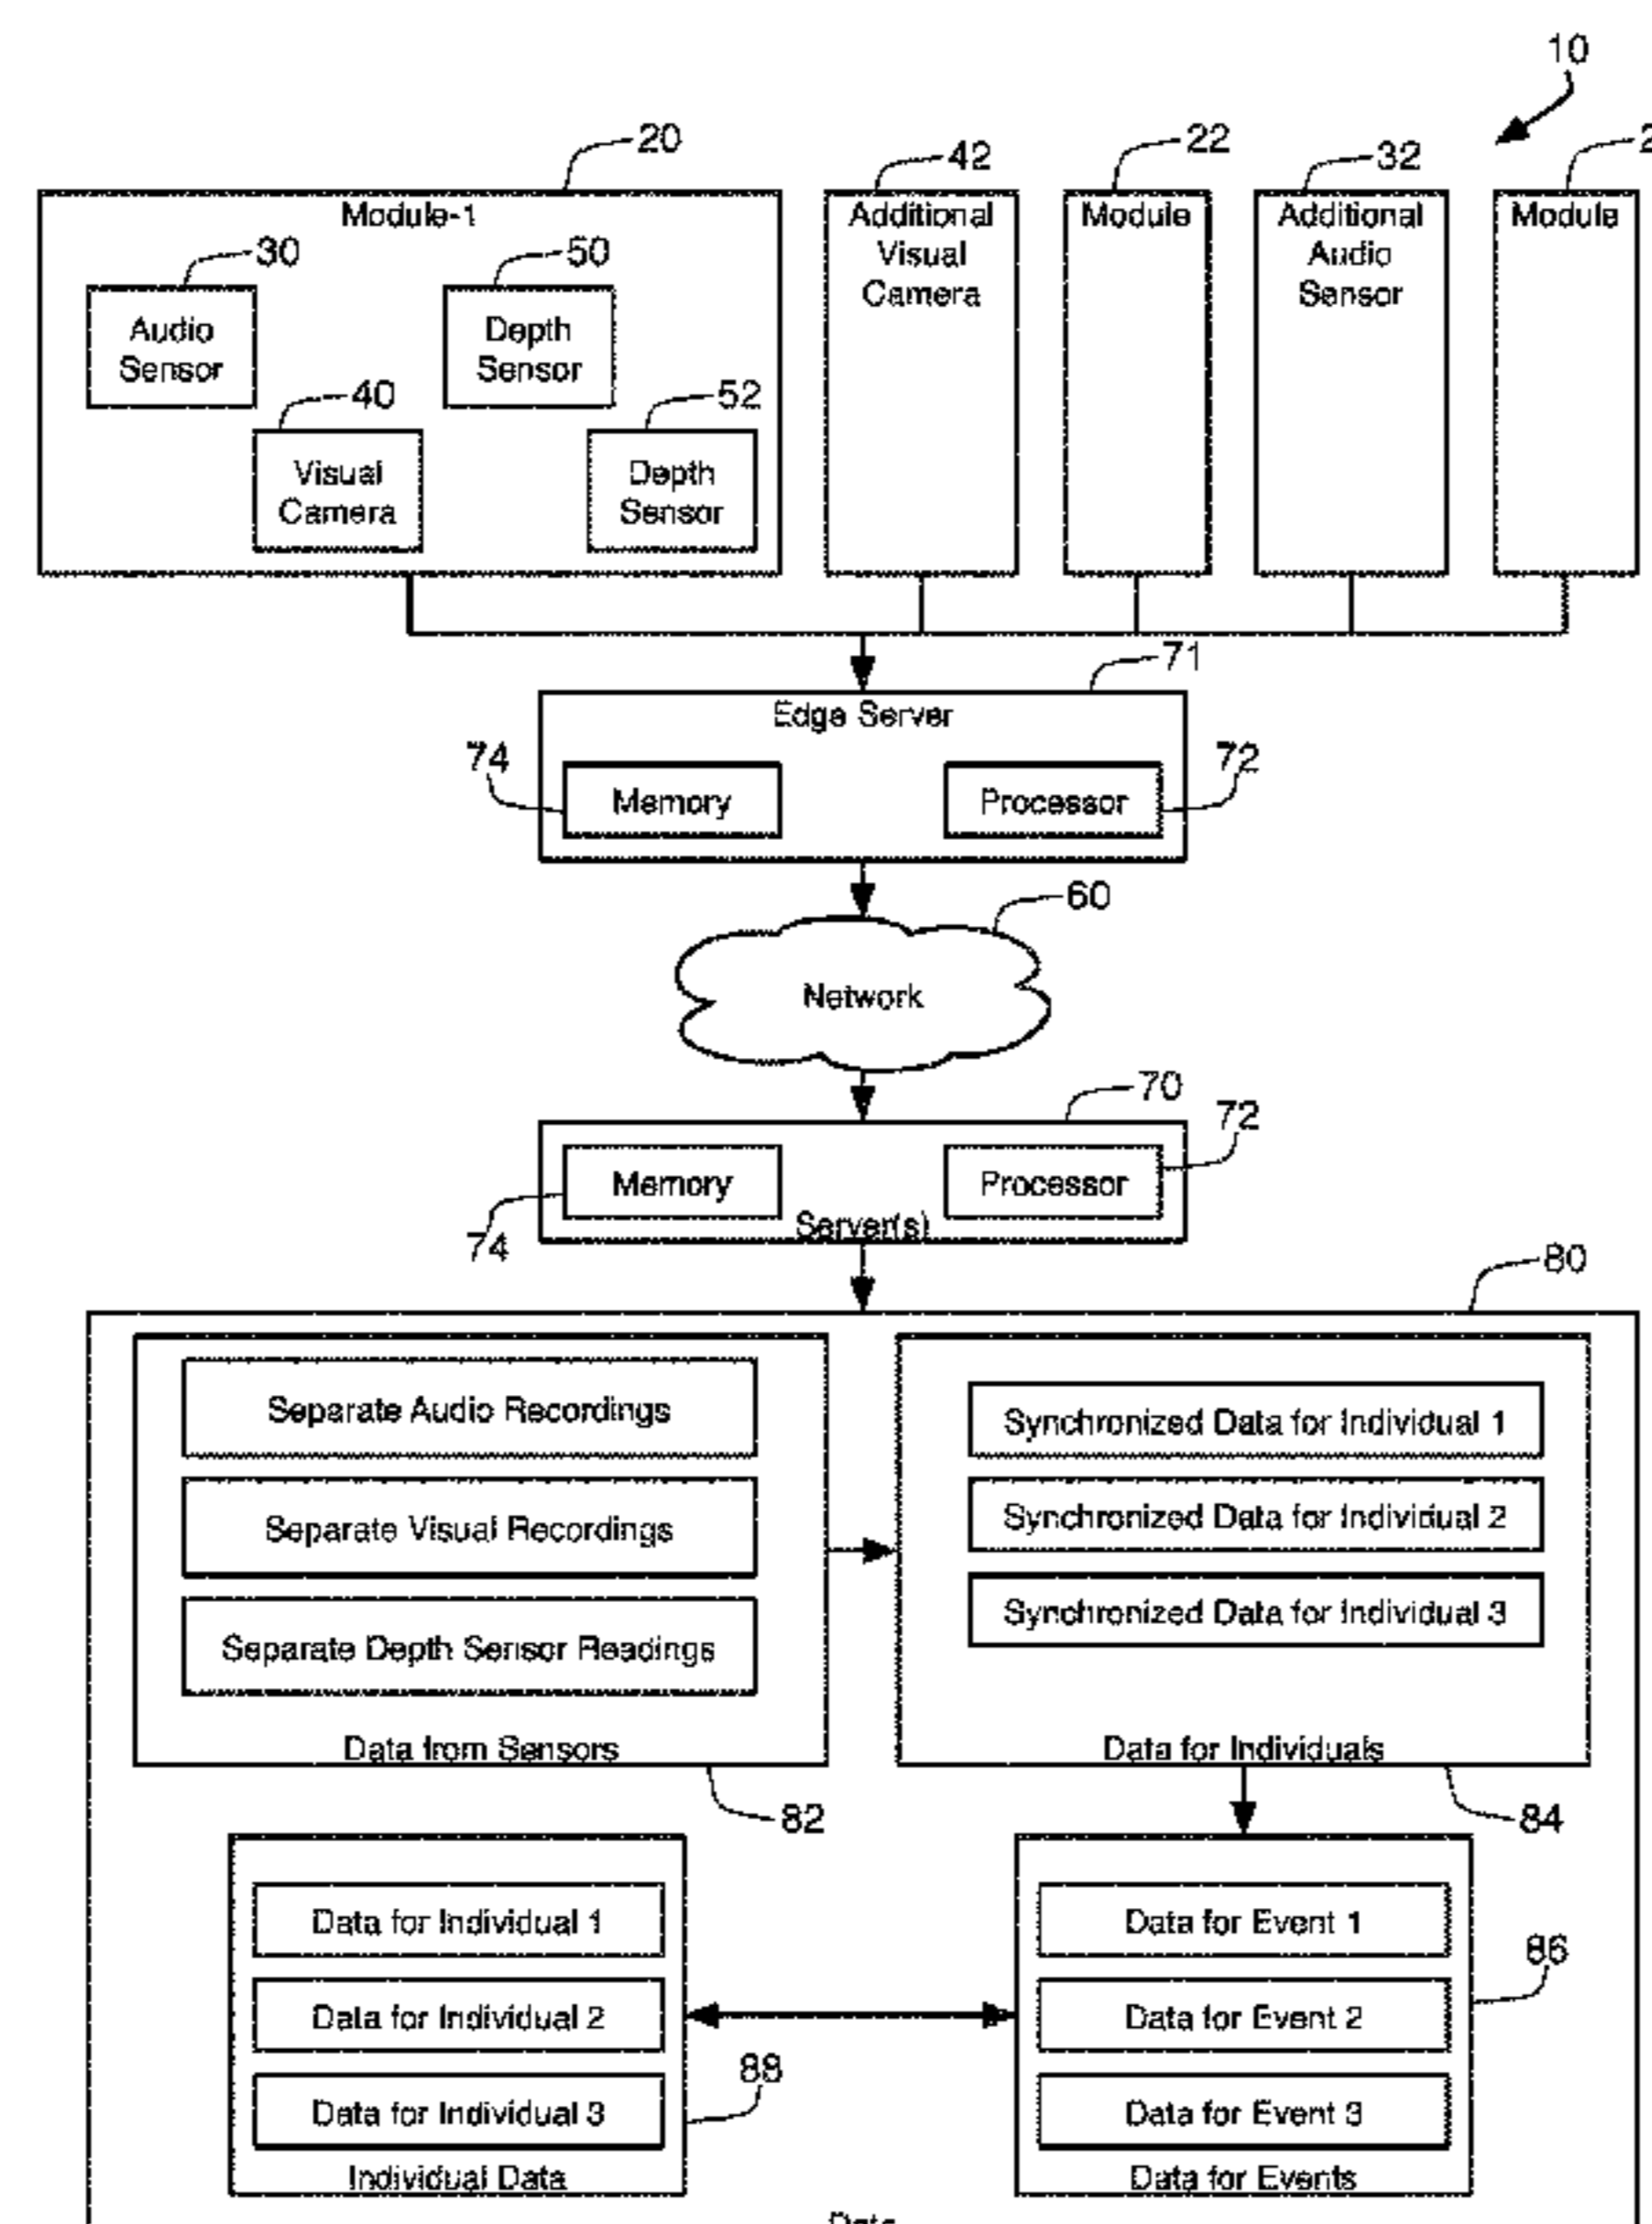 10
20
42
22
32
2
Module-1
Additional
Visual
Camera
Module
Additional
Audio
Sensor
Module
30
50
Audio
Sensor
Depth
Sensor
40
52
Visual
Camera
Depth
Sensor
71
Edge Server
74
72
Memory
Processor
60
Network
70
72
Memory
Processor
Server(s)
74
80
Separate Audio Recordings
Separate Visual Recordings
Separate Depth Sensor Readings
Data from Sensors
82
Synchronized Data for Individual 1
Synchronized Data for Individual 2
Synchronized Data for Individual 3
Data for Individuals
84
Data for Individual 1
Data for Individual 2
Data for Individual 3
Individual Data
88
Data for Event 1
Data for Event 2
Data for Event 3
Data for Events
86